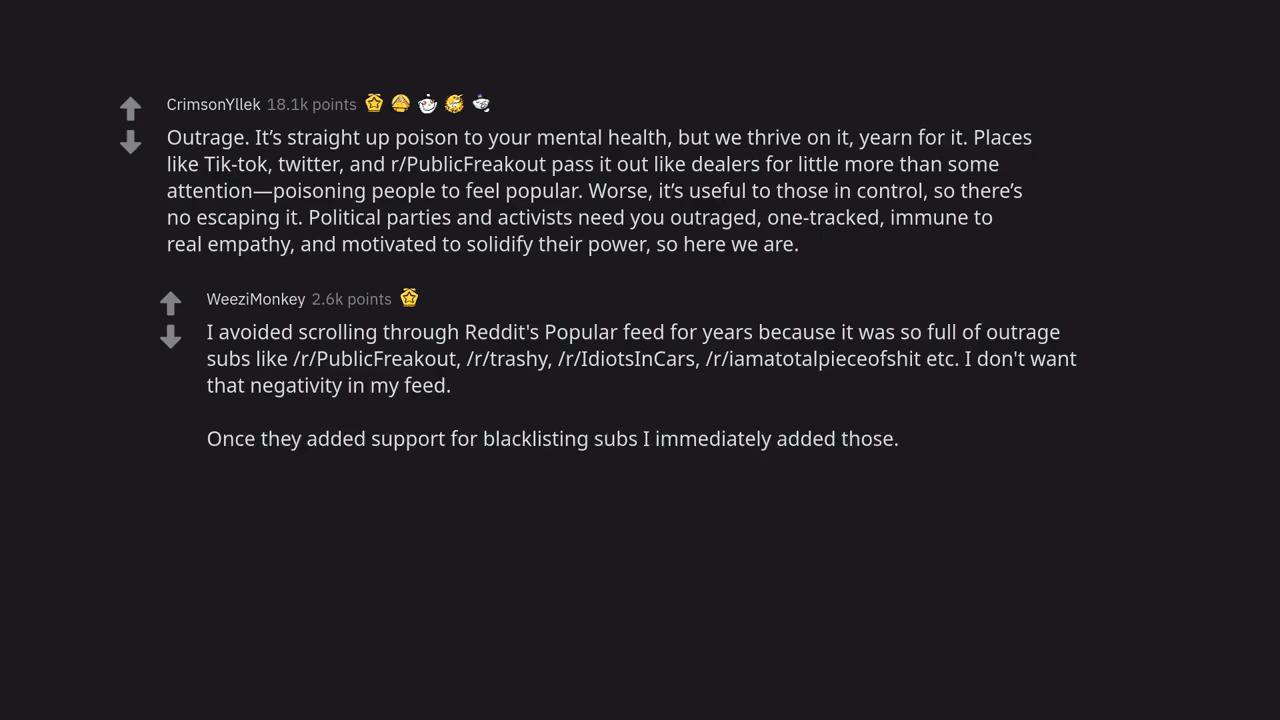 CrimsonYllek 18.1k points
Outrage. It’s straight up poison to your mental health, but we thrive on it, yearn for it. Places
like Tik-tok, twitter, and r/PublicFreakout pass it out like dealers for little more than some
attention—poisoning people to feel popular. Worse, it’s useful to those in control, so there’s
no escaping it. Political parties and activists need you outraged, one-tracked, immune to
real empathy, and motivated to solidify their power, so here we are.
WeeziMonkey 2.6k points
I avoided scrolling through Reddit's Popular feed for years because it was so full of outrage
subs like /r/PublicFreakout, /r/trashy, /r/IdiotsInCars, /r/iamatotalpieceofshit etc. I don't want
that negativity in my feed.
Once they added support for blacklisting subs I immediately added those.